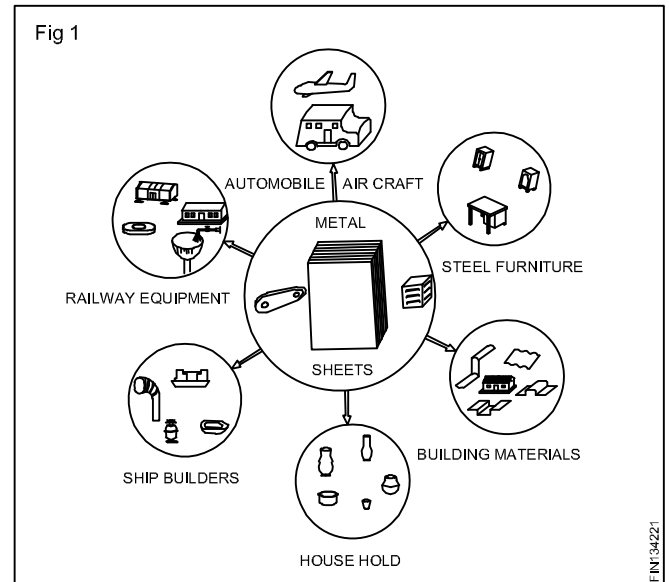 Fig 1
AUTOMOBILE AIR CRAFT
METAL
STEEL FURNITURE
RAILWAY EQUIPMENT
SHEETS
BUILDING MATERIALS
SHIP BUILDERS
HOUSE HOLD
FIN134221